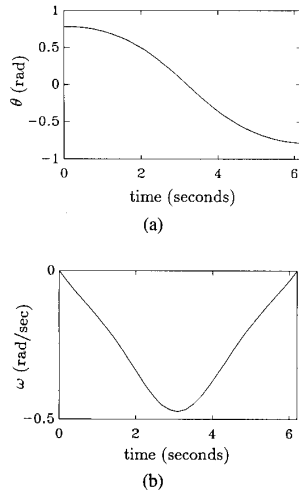 1
0.5
0
−0.5
−1
θ (rad)
0 2 4 6
time (seconds)
(a)
0
−0.5
ω (rad/sec)
0 2 4 6
time (seconds)
(b)